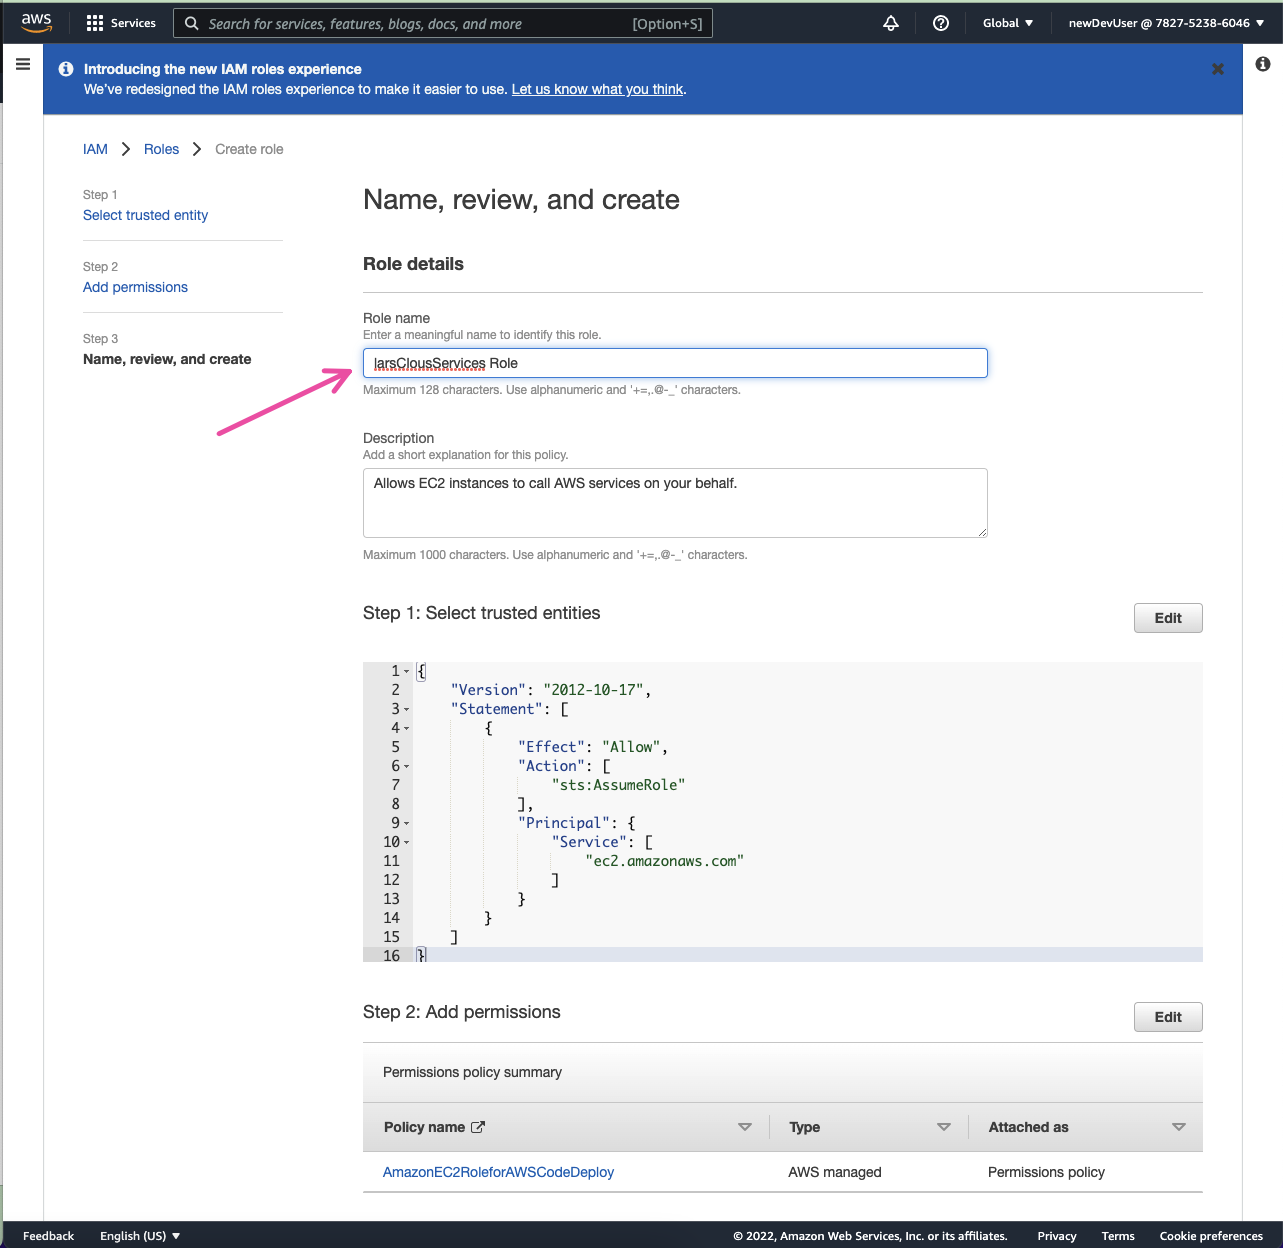 aws
Services
Search for services, features, blogs, docs, and more [Option+S]
Global ▼
newDevUser @ 7827-5238-6046 ▼
Introducing the new IAM roles experience
We've redesigned the IAM roles experience to make it easier to use. Let us know what you think.
IAM > Roles > Create role
Step 1
Select trusted entity
Step 2
Add permissions
Step 3
Name, review, and create
Name, review, and create
Role details
Role name
Enter a meaningful name to identify this role.
larsClousServices Role
Maximum 128 characters. Use alphanumeric and '+=,.@-_' characters.
Description
Add a short explanation for this policy.
Allows EC2 instances to call AWS services on your behalf.
Maximum 1000 characters. Use alphanumeric and '+=,.@-_' characters.
Step 1: Select trusted entities
Edit
1 {
2 "Version": "2012-10-17",
3 "Statement": [
4 {
5 "Effect": "Allow",
6 "Action": [
7 "sts:AssumeRole"
8 ],
9 "Principal": {
10 "Service": [
11 "ec2.amazonaws.com"
12 ]
13 }
14 }
15 ]
16 }
Step 2: Add permissions
Edit
Permissions policy summary
Policy name Type Attached as
AmazonEC2RoleforAWSCodeDeploy AWS managed Permissions policy
Feedback English (US) ▼ © 2022, Amazon Web Services, Inc. or its affiliates. Privacy Terms Cookie preferences